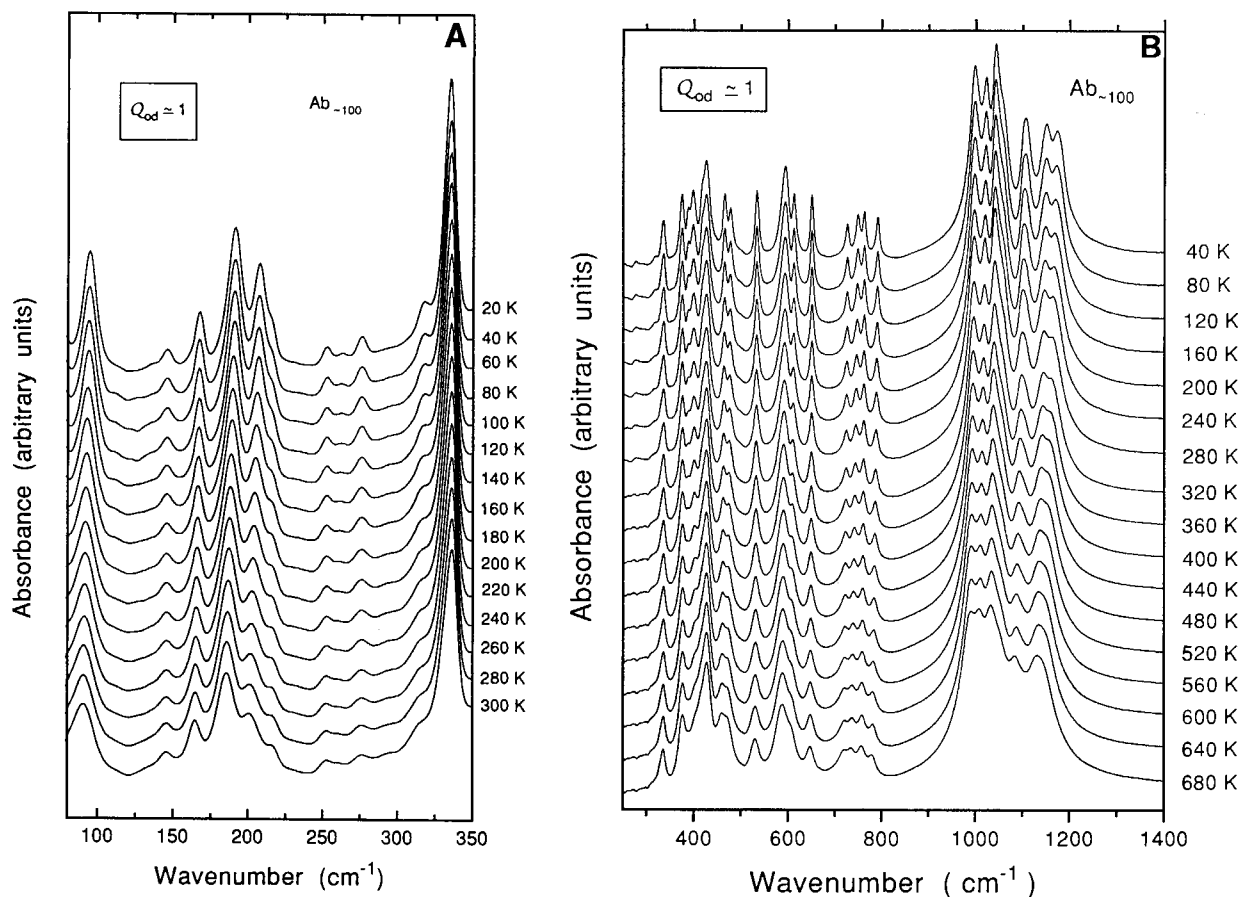 A
Q_od ≃ 1
Ab_~100
20 K
40 K
60 K
80 K
100 K
120 K
140 K
160 K
180 K
200 K
220 K
240 K
260 K
280 K
300 K
Absorbance (arbitrary units)
100
150
200
250
300
350
Wavenumber (cm⁻¹)
B
Q_od ≃ 1
Ab_~100
40 K
80 K
120 K
160 K
200 K
240 K
280 K
320 K
360 K
400 K
440 K
480 K
520 K
560 K
600 K
640 K
680 K
Absorbance (arbitrary units)
400
600
800
1000
1200
1400
Wavenumber ( cm⁻¹)